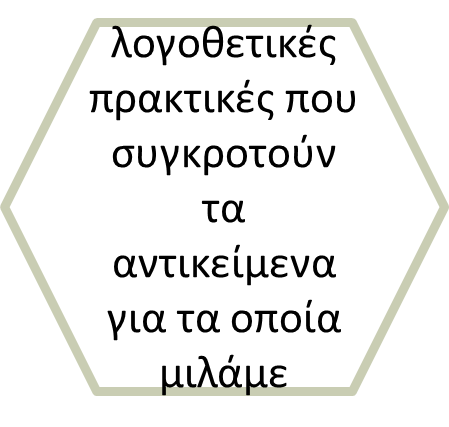 λογοθετικές
πρακτικές που
συγκροτούν
τα
αντικείμενα
για τα οποία
μιλάμε